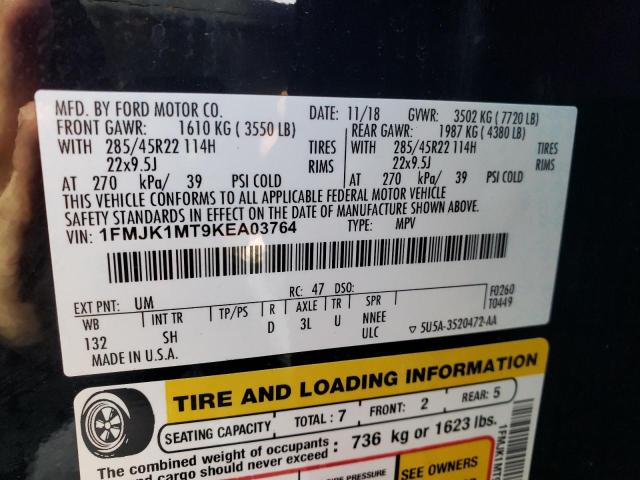 MFD. BY FORD MOTOR CO. DATE: 11/18 GVWR: 3502 KG ( 7720 LB)
FRONT GAWR: 1610 KG ( 3550 LB) REAR GAWR: 1987 KG ( 4380 LB)
WITH 285/45R22 114H TIRES WITH 285/45R22 114H TIRES
22x9.5J RIMS 22x9.5J RIMS
AT 270 kPa/ 39 PSI COLD AT 270 kPa/ 39 PSI COLD
THIS VEHICLE CONFORMS TO ALL APPLICABLE FEDERAL MOTOR VEHICLE
SAFETY STANDARDS IN EFFECT ON THE DATE OF MANUFACTURE SHOWN ABOVE.
VIN: 1FMJK1MT9KEA03764 TYPE: MPV
F0260
T0449
EXT PNT: UM RC: 47 DSO:
WB INT TR TP/PS R AXLE TR SPR
132 SH D 3L U NNEE
ULC
MADE IN U.S.A. ▽ 5U5A-3520472-AA
TIRE AND LOADING INFORMATION
SEATING CAPACITY TOTAL : 7 FRONT: 2 REAR: 5
The combined weight of occupants
and cargo should never exceed : 736 kg or 1623 lbs.
PRESSURE SEE OWNERS
1FMJK1MT